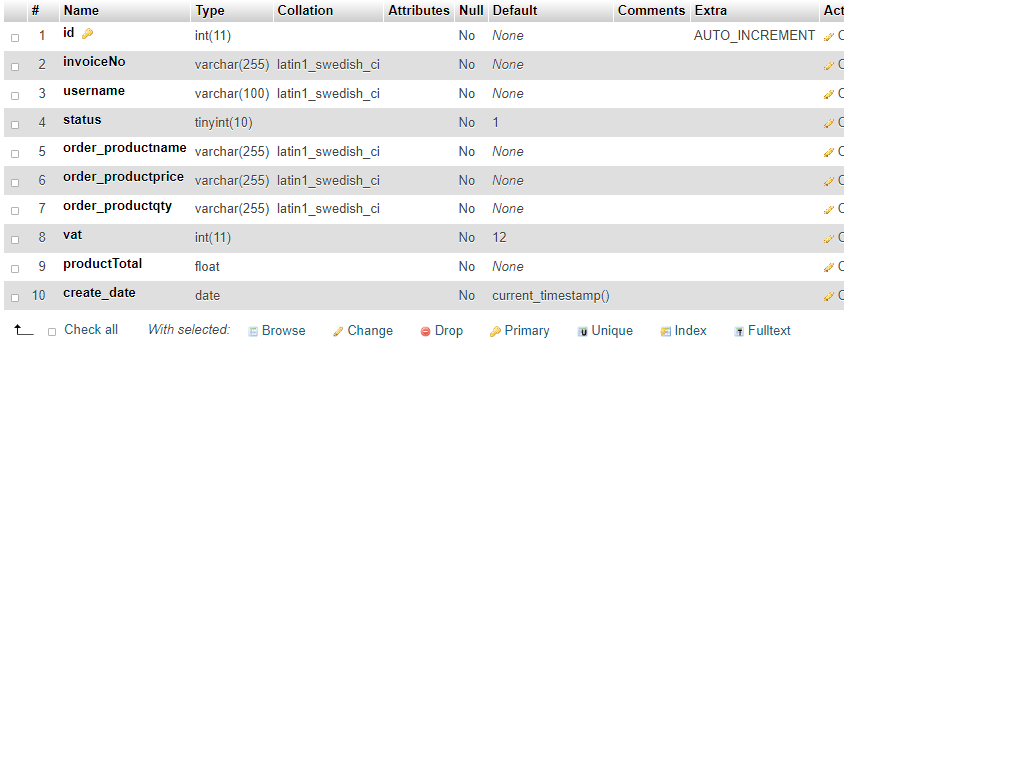 # Name Type Collation Attributes Null Default Comments Extra Act
1 id int(11) No None AUTO_INCREMENT C
2 invoiceNo varchar(255) latin1_swedish_ci No None C
3 username varchar(100) latin1_swedish_ci No None C
4 status tinyint(10) No 1 C
5 order_productname varchar(255) latin1_swedish_ci No None C
6 order_productprice varchar(255) latin1_swedish_ci No None C
7 order_productqty varchar(255) latin1_swedish_ci No None C
8 vat int(11) No 12 C
9 productTotal float No None C
10 create_date date No current_timestamp() C
Check all With selected: Browse Change Drop Primary Unique Index Fulltext